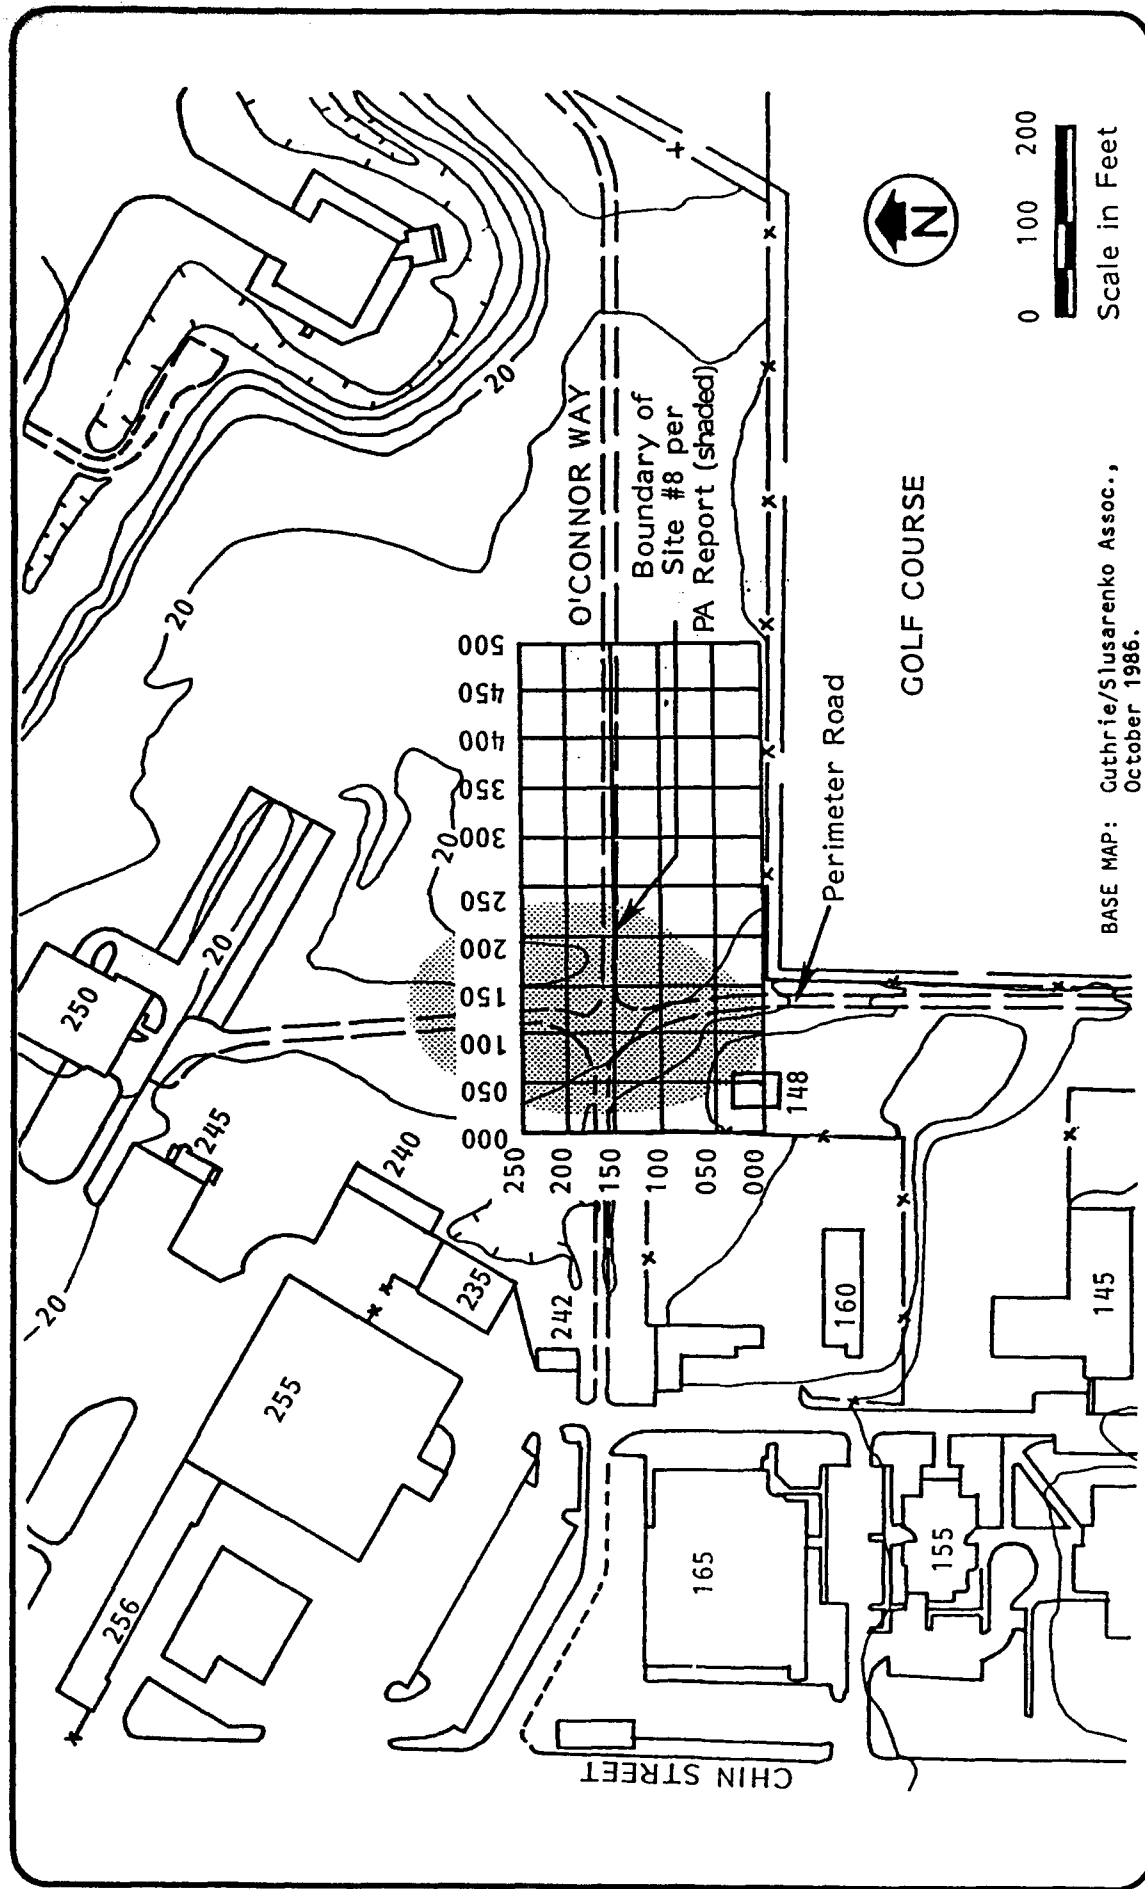 250
245
20
20
-20
255
256
240
235
242
20
20
20
000
050
100
150
200
250
300
350
400
450
500
250
200
150
100
050
000
O'CONNOR WAY
Boundary of
Site #8 per
PA Report (shaded)
148
160
165
155
145
CHIN STREET
Perimeter Road
GOLF COURSE
N
0 100 200
Scale in Feet
BASE MAP: Guthrie/Slusarenko Assoc.,
October 1986.